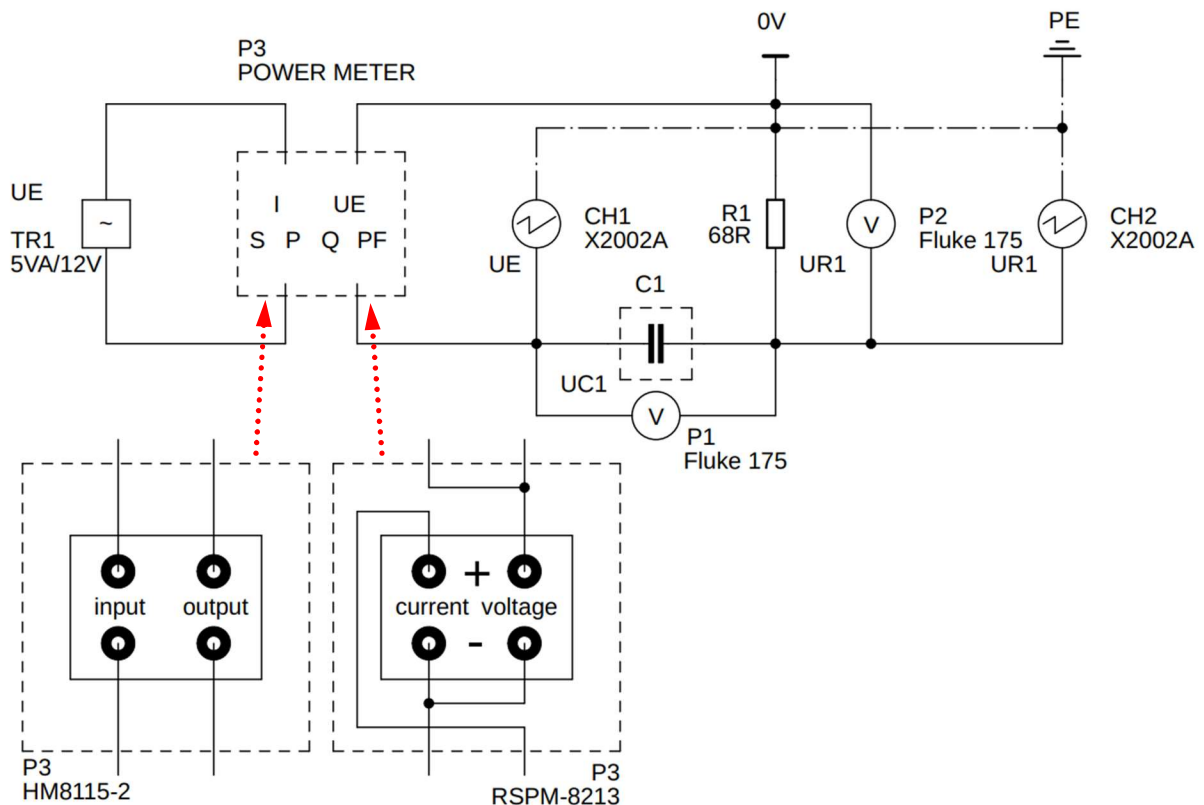 0V
PE
P3
POWER METER
UE
TR1
5VA/12V
~
I UE
S P Q PF
CH1
X2002A
UE
R1
68R
V
UR1
P2
Fluke 175
UR1
CH2
X2002A
C1
UC1
V
P1
Fluke 175
input output
P3
HM8115-2
+
current voltage
-
P3
RSPM-8213